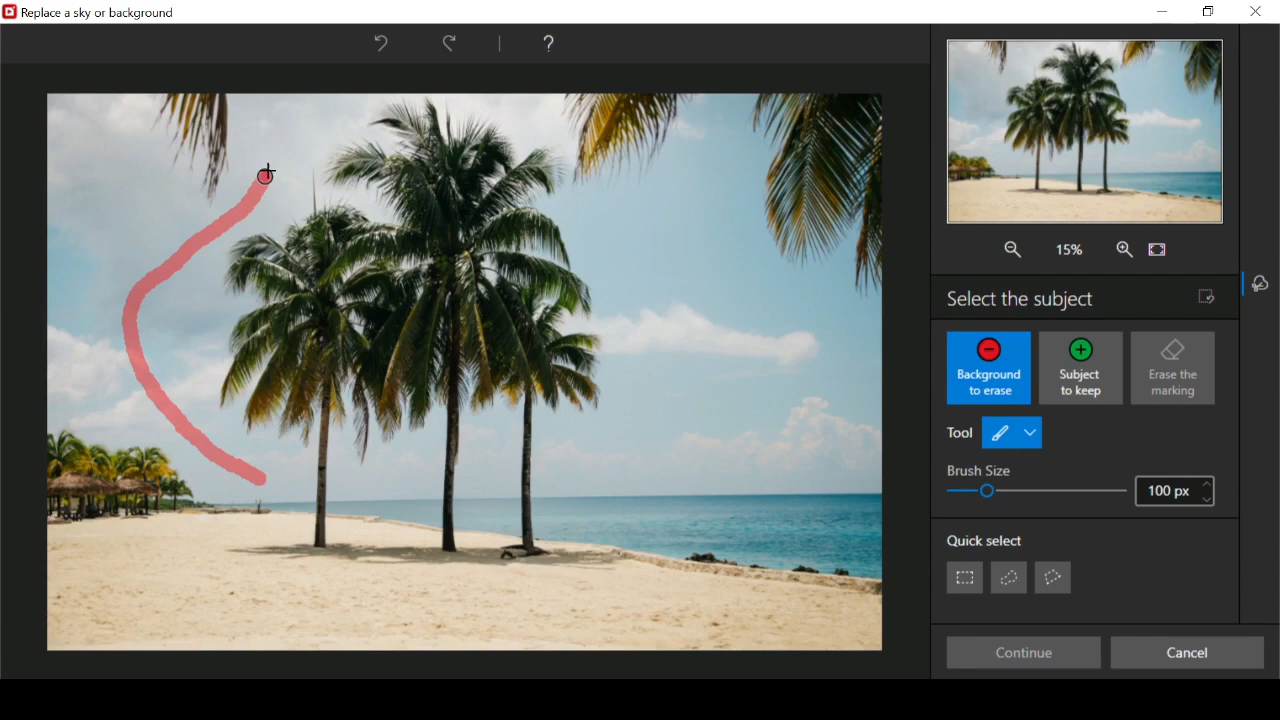 Replace a sky or background
?
15%
Select the subject
Background
to erase
Subject
to keep
Erase the
marking
Tool
Brush Size
100 px
Quick select
Continue
Cancel